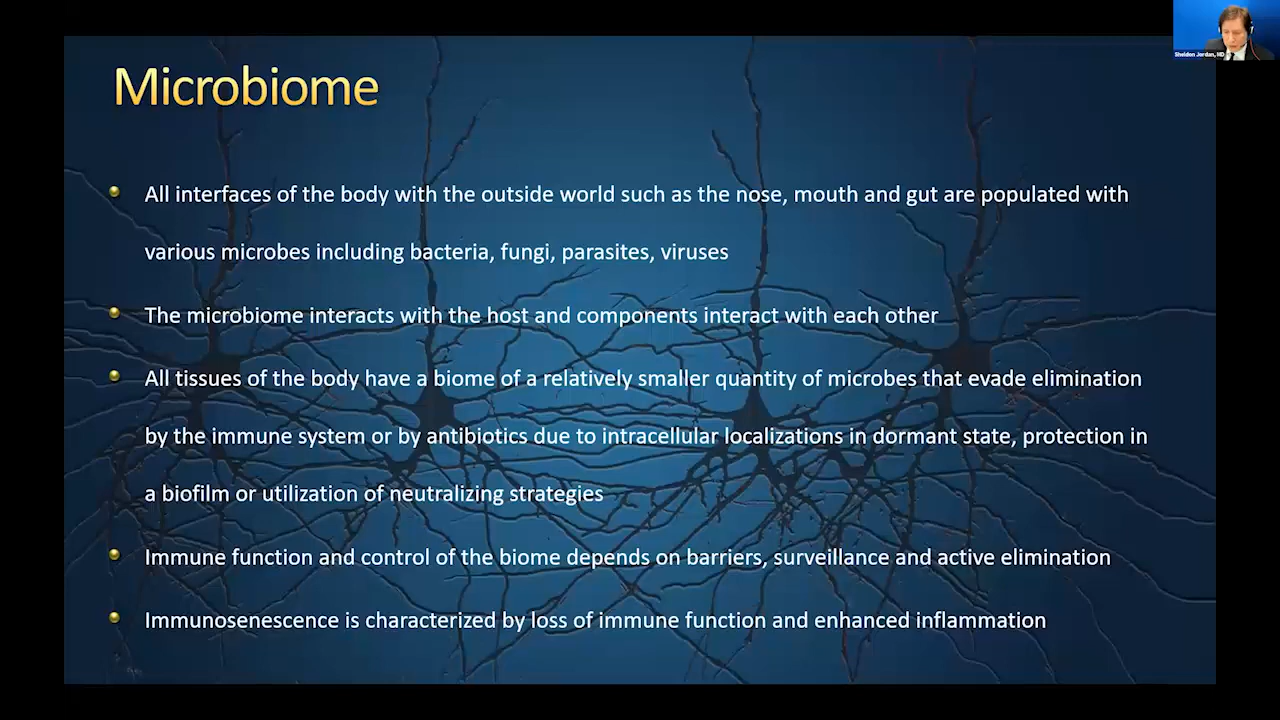 Sheldon Jordan, MD
Microbiome
All interfaces of the body with the outside world such as the nose, mouth and gut are populated with
various microbes including bacteria, fungi, parasites, viruses
The microbiome interacts with the host and components interact with each other
All tissues of the body have a biome of a relatively smaller quantity of microbes that evade elimination
by the immune system or by antibiotics due to intracellular localizations in dormant state, protection in
a biofilm or utilization of neutralizing strategies
Immune function and control of the biome depends on barriers, surveillance and active elimination
Immunosenescence is characterized by loss of immune function and enhanced inflammation